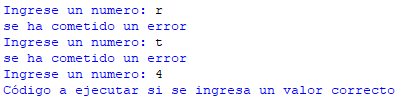 Ingrese un numero: r
se ha cometido un error
Ingrese un numero: t
se ha cometido un error
Ingrese un numero: 4
Código a ejecutar si se ingresa un valor correcto